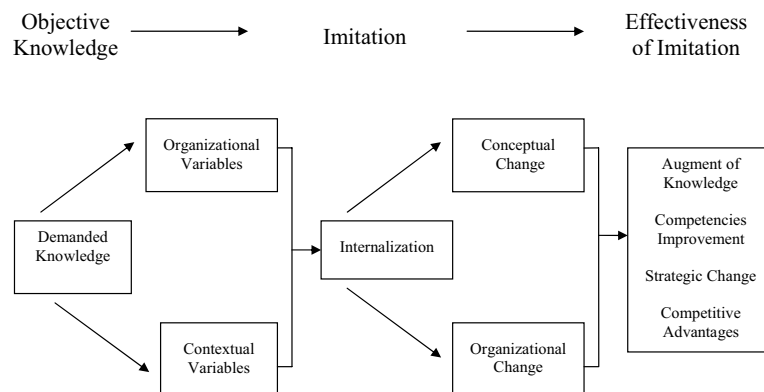 Objective
Knowledge
Imitation
Effectiveness
of Imitation
Organizational
Variables
Conceptual
Change
Demanded
Knowledge
Internalization
Augment of
Knowledge
Competencies
Improvement
Strategic Change
Competitive
Advantages
Contextual
Variables
Organizational
Change